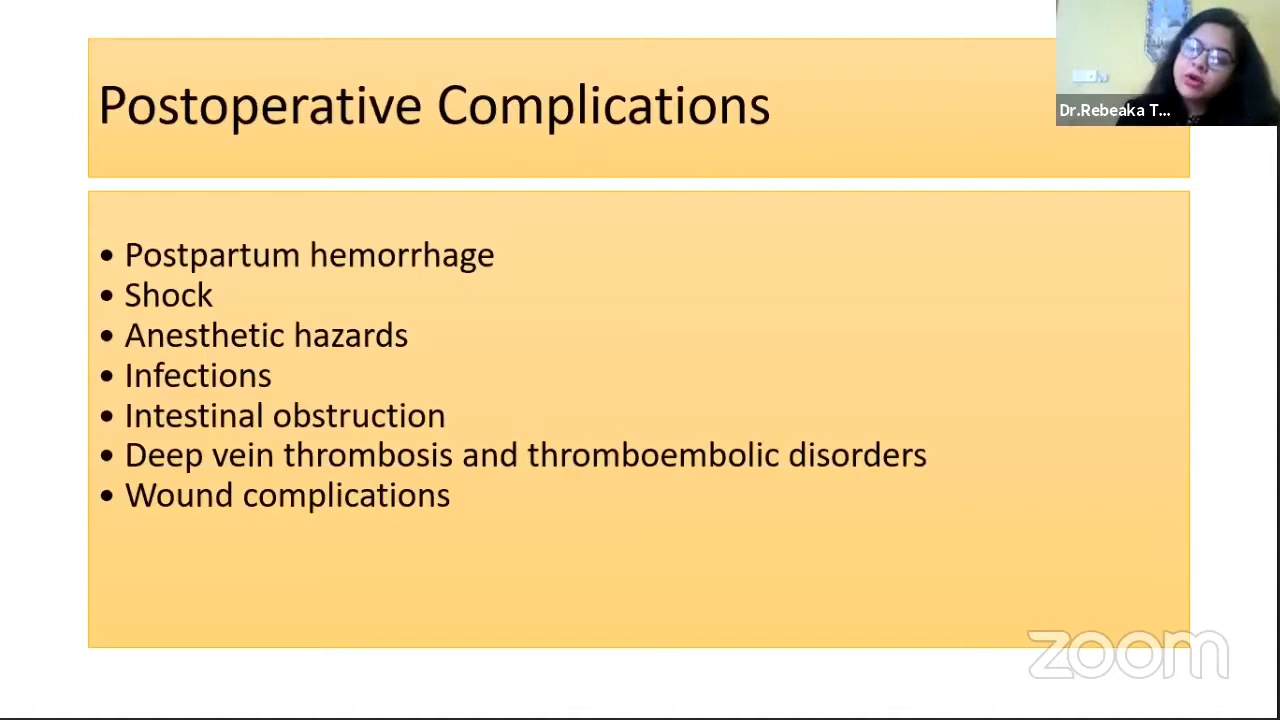 Postoperative Complications
Dr.Rebeaka T...
• Postpartum hemorrhage
• Shock
• Anesthetic hazards
• Infections
• Intestinal obstruction
• Deep vein thrombosis and thromboembolic disorders
• Wound complications
zoom